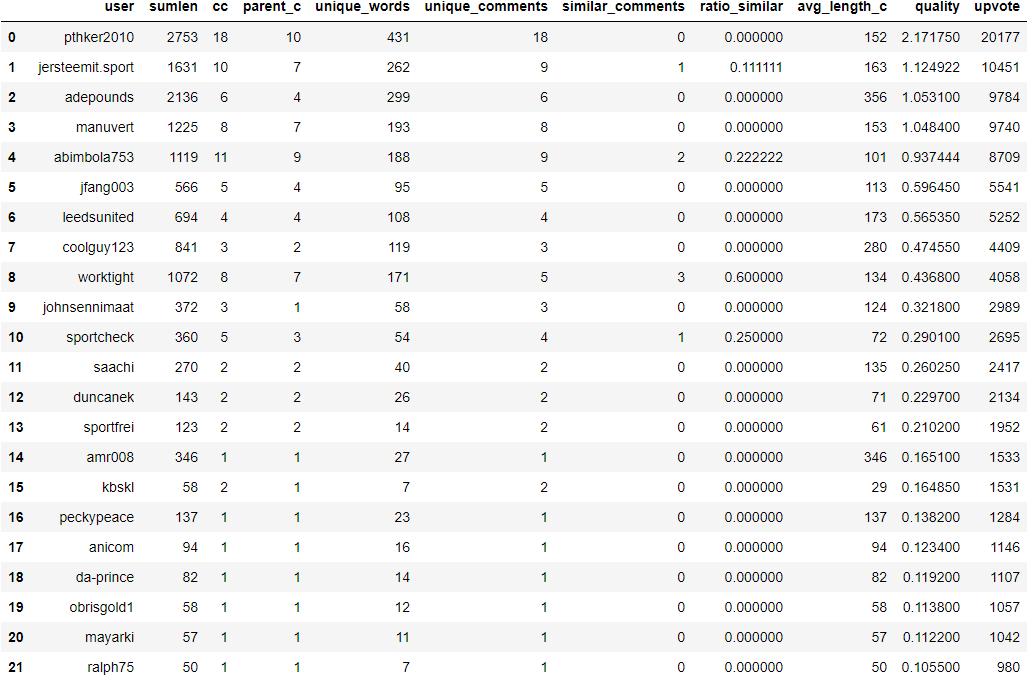 user sumlen cc parent_c unique_words unique_comments similar_comments ratio_similar avg_length_c quality upvote
0 pthker2010 2753 18 10 431 18 0 0.000000 152 2.171750 20177
1 jersteemit.sport 1631 10 7 262 9 1 0.111111 163 1.124922 10451
2 adepounds 2136 6 4 299 6 0 0.000000 356 1.053100 9784
3 manuvert 1225 8 7 193 8 0 0.000000 153 1.048400 9740
4 abimbola753 1119 11 9 188 9 2 0.222222 101 0.937444 8709
5 jfang003 566 5 4 95 5 0 0.000000 113 0.596450 5541
6 leedsunited 694 4 4 108 4 0 0.000000 173 0.565350 5252
7 coolguy123 841 3 2 119 3 0 0.000000 280 0.474550 4409
8 worktight 1072 8 7 171 5 3 0.600000 134 0.436800 4058
9 johnsennimaat 372 3 1 58 3 0 0.000000 124 0.321800 2989
10 sportcheck 360 5 3 54 4 1 0.250000 72 0.290100 2695
11 saachi 270 2 2 40 2 0 0.000000 135 0.260250 2417
12 duncanek 143 2 2 26 2 0 0.000000 71 0.229700 2134
13 sportfrei 123 2 2 14 2 0 0.000000 61 0.210200 1952
14 amr008 346 1 1 27 1 0 0.000000 346 0.165100 1533
15 kbskl 58 2 1 7 2 0 0.000000 29 0.164850 1531
16 peckypeace 137 1 1 23 1 0 0.000000 137 0.138200 1284
17 anicom 94 1 1 16 1 0 0.000000 94 0.123400 1146
18 da-prince 82 1 1 14 1 0 0.000000 82 0.119200 1107
19 obrisgold1 58 1 1 12 1 0 0.000000 58 0.113800 1057
20 mayarki 57 1 1 11 1 0 0.000000 57 0.112200 1042
21 ralph75 50 1 1 7 1 0 0.000000 50 0.105500 980